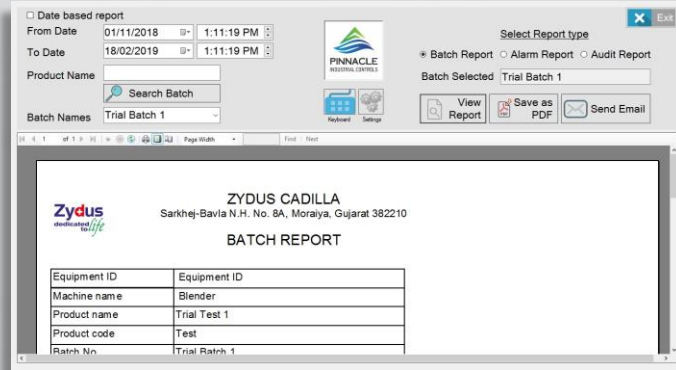 Date based report
From Date 01/11/2018 1:11:19 PM
To Date 18/02/2019 1:11:19 PM
Product Name
Search Batch
Batch Names Trial Batch 1
PINNACLE
INDUSTRIAL CONTROLS
Keyboard Settings
X Exit
Select Report type
Batch Report Alarm Report Audit Report
Batch Selected Trial Batch 1
View Report
Save as PDF
Send Email
1 of 1 Page Width Find | Next
Zydus
dedicated
to life
ZYDUS CADILLA
Sarkhej-Bavla N.H. No. 8A, Moraiya, Gujarat 382210
BATCH REPORT
Equipment ID Equipment ID
Machine name Blender
Product name Trial Test 1
Product code Test
Batch No Trial Batch 1